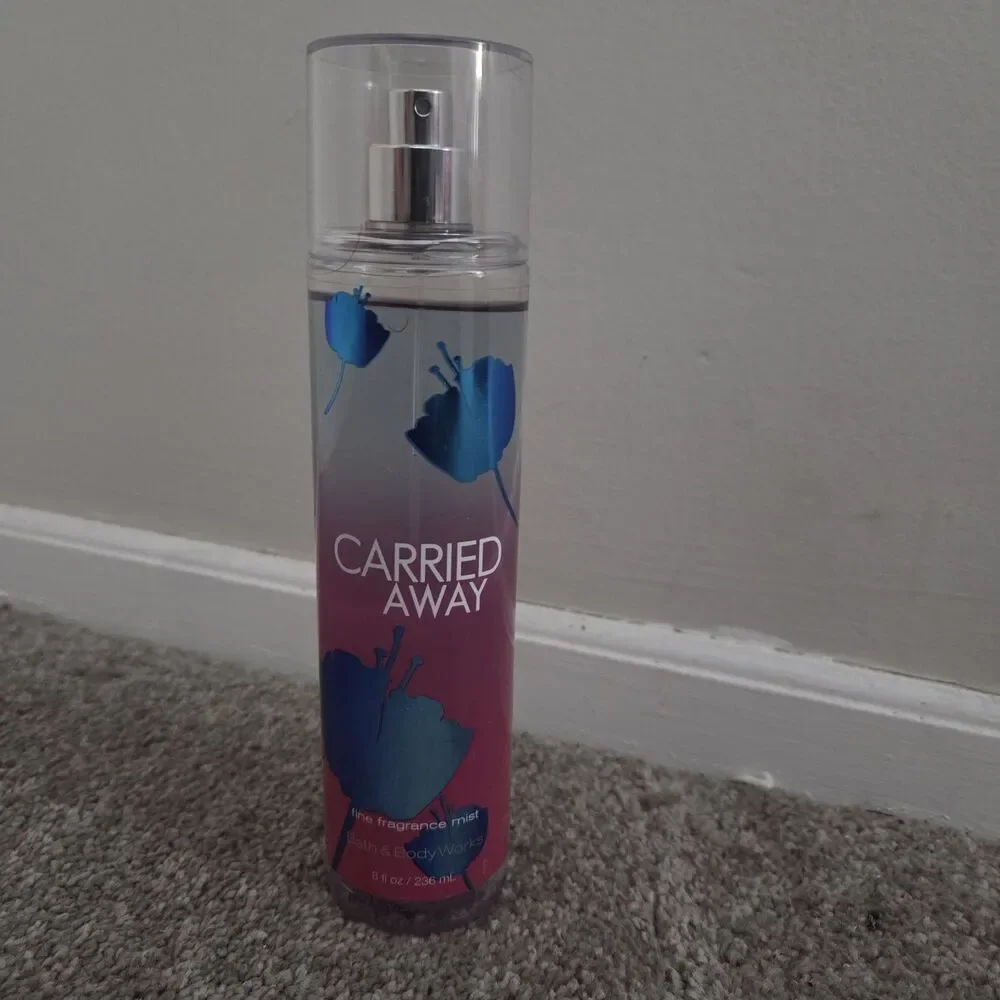 CARRIED
AWAY
fine fragrance mist
Bath & Body Works
8 fl oz / 236 mL